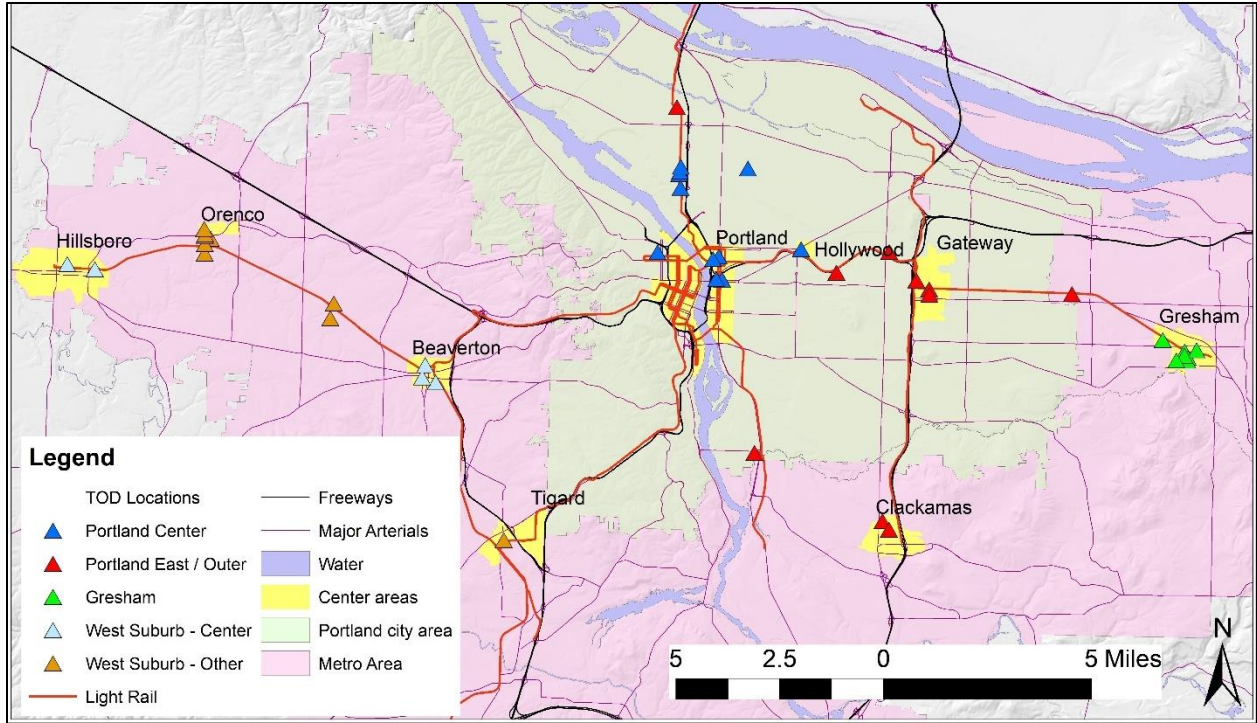 Orenco
Hillsboro
Portland
Hollywood
Gateway
Gresham
Beaverton
Tigard
Clackamas
Legend
TOD Locations
Portland Center
Portland East / Outer
Gresham
West Suburb - Center
West Suburb - Other
Light Rail
Freeways
Major Arterials
Water
Center areas
Portland city area
Metro Area
N
5 2.5 0 5 Miles